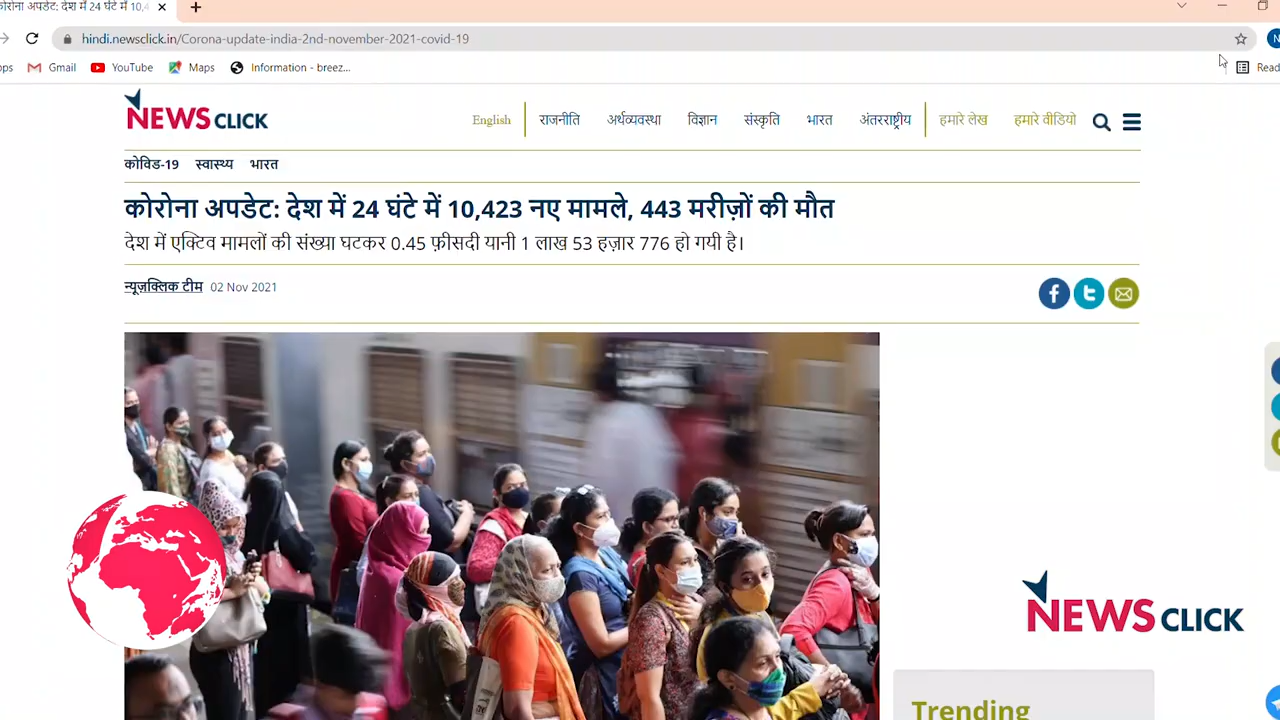 कोरोना अपडेट: देश में 24 घंटे में 10,4
hindi.newsclick.in/Corona-update-india-2nd-november-2021-covid-19
Gmail YouTube Maps Information - breez... Read
NEWS CLICK
English राजनीति अर्थव्यवस्था विज्ञान संस्कृति भारत अंतरराष्ट्रीय हमारे लेख हमारे वीडियो
कोविड-19 स्वास्थ्य भारत
कोरोना अपडेट: देश में 24 घंटे में 10,423 नए मामले, 443 मरीज़ों की मौत
देश में एक्टिव मामलों की संख्या घटकर 0.45 फ़ीसदी यानी 1 लाख 53 हज़ार 776 हो गयी है।
न्यूज़क्लिक टीम 02 Nov 2021
NEWS CLICK
Trending